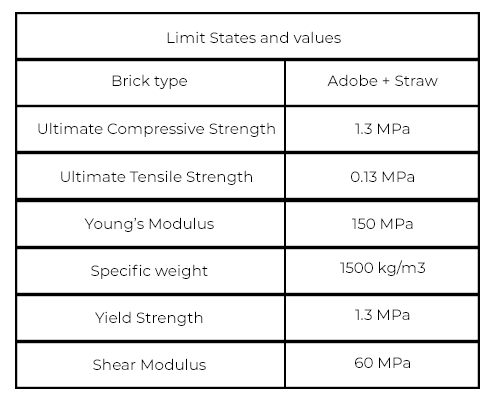 Limit States and values
Brick type Adobe + Straw
Ultimate Compressive Strength 1.3 MPa
Ultimate Tensile Strength 0.13 MPa
Young's Modulus 150 MPa
Specific weight 1500 kg/m3
Yield Strength 1.3 MPa
Shear Modulus 60 MPa